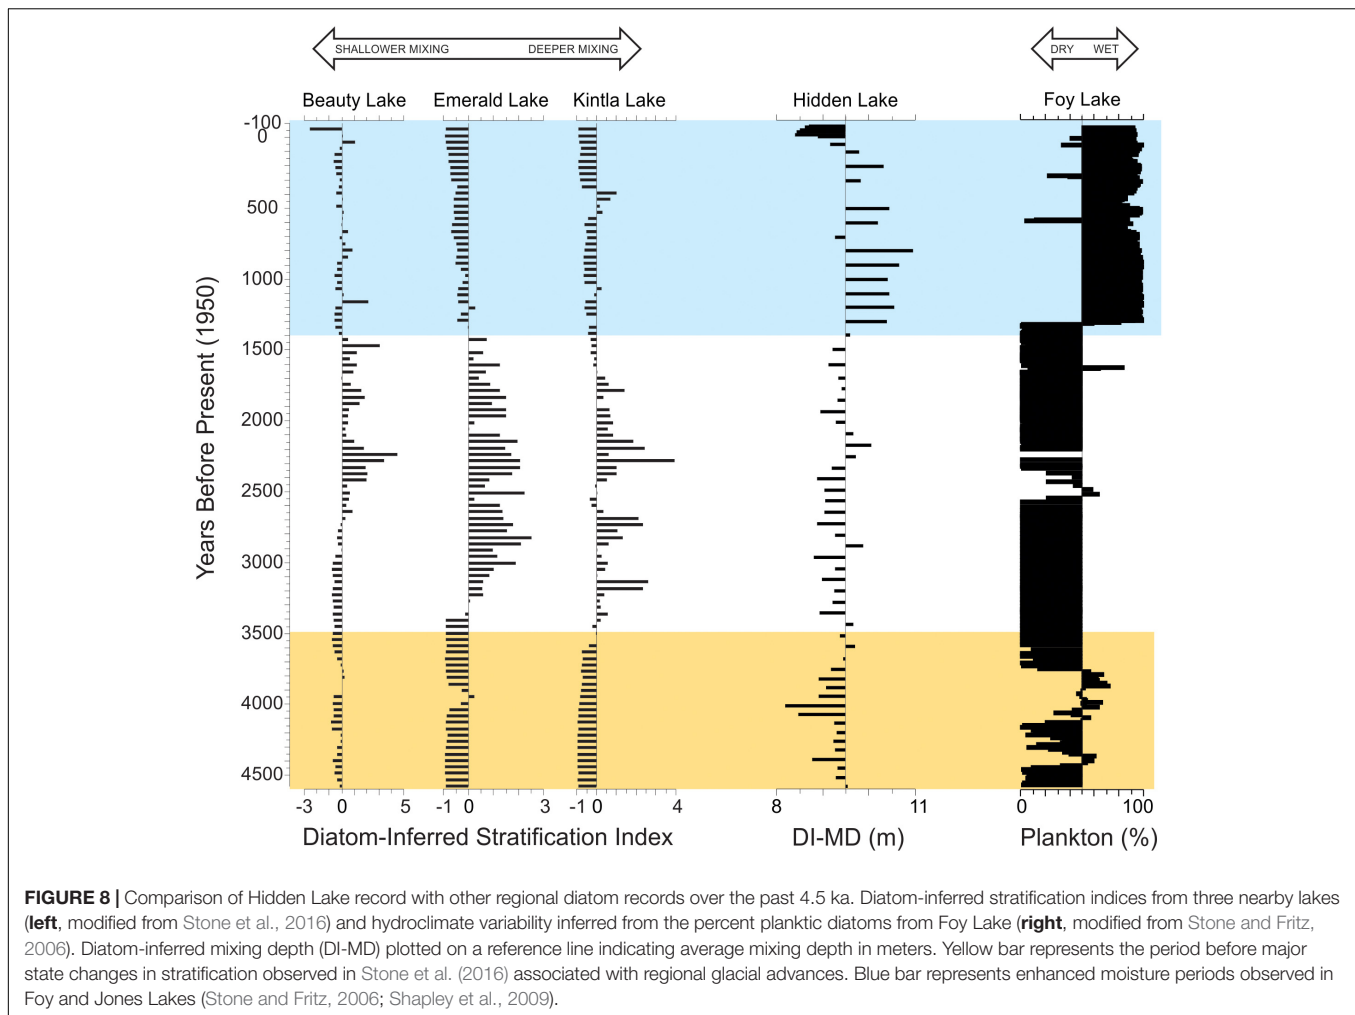 SHALLOWER MIXING DEEPER MIXING
DRY WET
Beauty Lake Emerald Lake Kintla Lake Hidden Lake Foy Lake
-100
0
500
1000
1500
2000
2500
3000
3500
4000
4500
Years Before Present (1950)
-3 0 5 -1 0 3 -1 0 4 8 11 0 100
Diatom-Inferred Stratification Index DI-MD (m) Plankton (%)
FIGURE 8 | Comparison of Hidden Lake record with other regional diatom records over the past 4.5 ka. Diatom-inferred stratification indices from three nearby lakes
(left, modified from Stone et al., 2016) and hydroclimate variability inferred from the percent planktic diatoms from Foy Lake (right, modified from Stone and Fritz,
2006). Diatom-inferred mixing depth (DI-MD) plotted on a reference line indicating average mixing depth in meters. Yellow bar represents the period before major
state changes in stratification observed in Stone et al. (2016) associated with regional glacial advances. Blue bar represents enhanced moisture periods observed in
Foy and Jones Lakes (Stone and Fritz, 2006; Shapley et al., 2009).